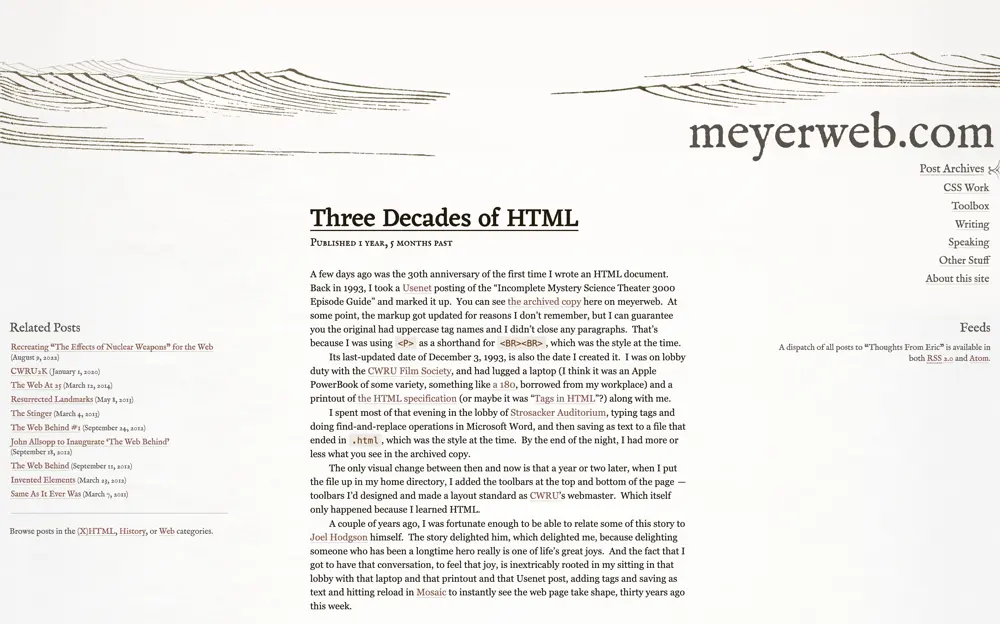 meyerweb.com
Post Archives
CSS Work
Toolbox
Writing
Speaking
Other Stuff
About this site
Three Decades of HTML
Published 1 year, 5 months past
A few days ago was the 30th anniversary of the first time I wrote an HTML document.
Back in 1993, I took a Usenet posting of the “Incomplete Mystery Science Theater 3000
Episode Guide” and marked it up.  You can see the archived copy here on meyerweb.  At
some point, the markup got updated for reasons I don’t remember, but I can guarantee
you the original had uppercase tag names and I didn’t close any paragraphs.  That’s
because I was using <P> as a shorthand for <BR><BR>, which was the style at the time.
Its last-updated date of December 3, 1993, is also the date I created it.  I was on lobby
duty with the CWRU Film Society, and had lugged a laptop (I think it was an Apple
PowerBook of some variety, something like a 180, borrowed from my workplace) and a
printout of the HTML specification (or maybe it was “Tags in HTML”?) along with me.
I spent most of that evening in the lobby of Strosacker Auditorium, typing tags and
doing find-and-replace operations in Microsoft Word, and then saving as text to a file that
ended in .html, which was the style at the time.  By the end of the night, I had more or
less what you see in the archived copy.
The only visual change between then and now is that a year or two later, when I put
the file up in my home directory, I added the toolbars at the top and bottom of the page —
toolbars I’d designed and made a layout standard as CWRU’s webmaster.  Which itself
only happened because I learned HTML.
A couple of years ago, I was fortunate enough to be able to relate some of this story to
Joel Hodgson himself.  The story delighted him, which delighted me, because delighting
someone who has been a longtime hero really is one of life’s great joys.  And the fact that I
got to have that conversation, to feel that joy, is inextricably rooted in my sitting in that
lobby with that laptop and that printout and that Usenet post, adding tags and saving as
text and hitting reload in Mosaic to instantly see the web page take shape, thirty years ago
this week.
Related Posts
Recreating “The Effects of Nuclear Weapons” for the Web
(August 9, 2022)
CWRU2K (January 1, 2020)
The Web At 25 (March 12, 2014)
Resurrected Landmarks (May 8, 2013)
The Stinger (March 4, 2013)
The Web Behind #1 (September 24, 2012)
John Allsopp to Inaugurate ‘The Web Behind’
(September 18, 2012)
The Web Behind (September 11, 2012)
Invented Elements (March 23, 2012)
Same As It Ever Was (March 7, 2011)
Browse posts in the (X)HTML, History, or Web categories.
Feeds
A dispatch of all posts to “Thoughts From Eric” is available in
both RSS 2.0 and Atom.